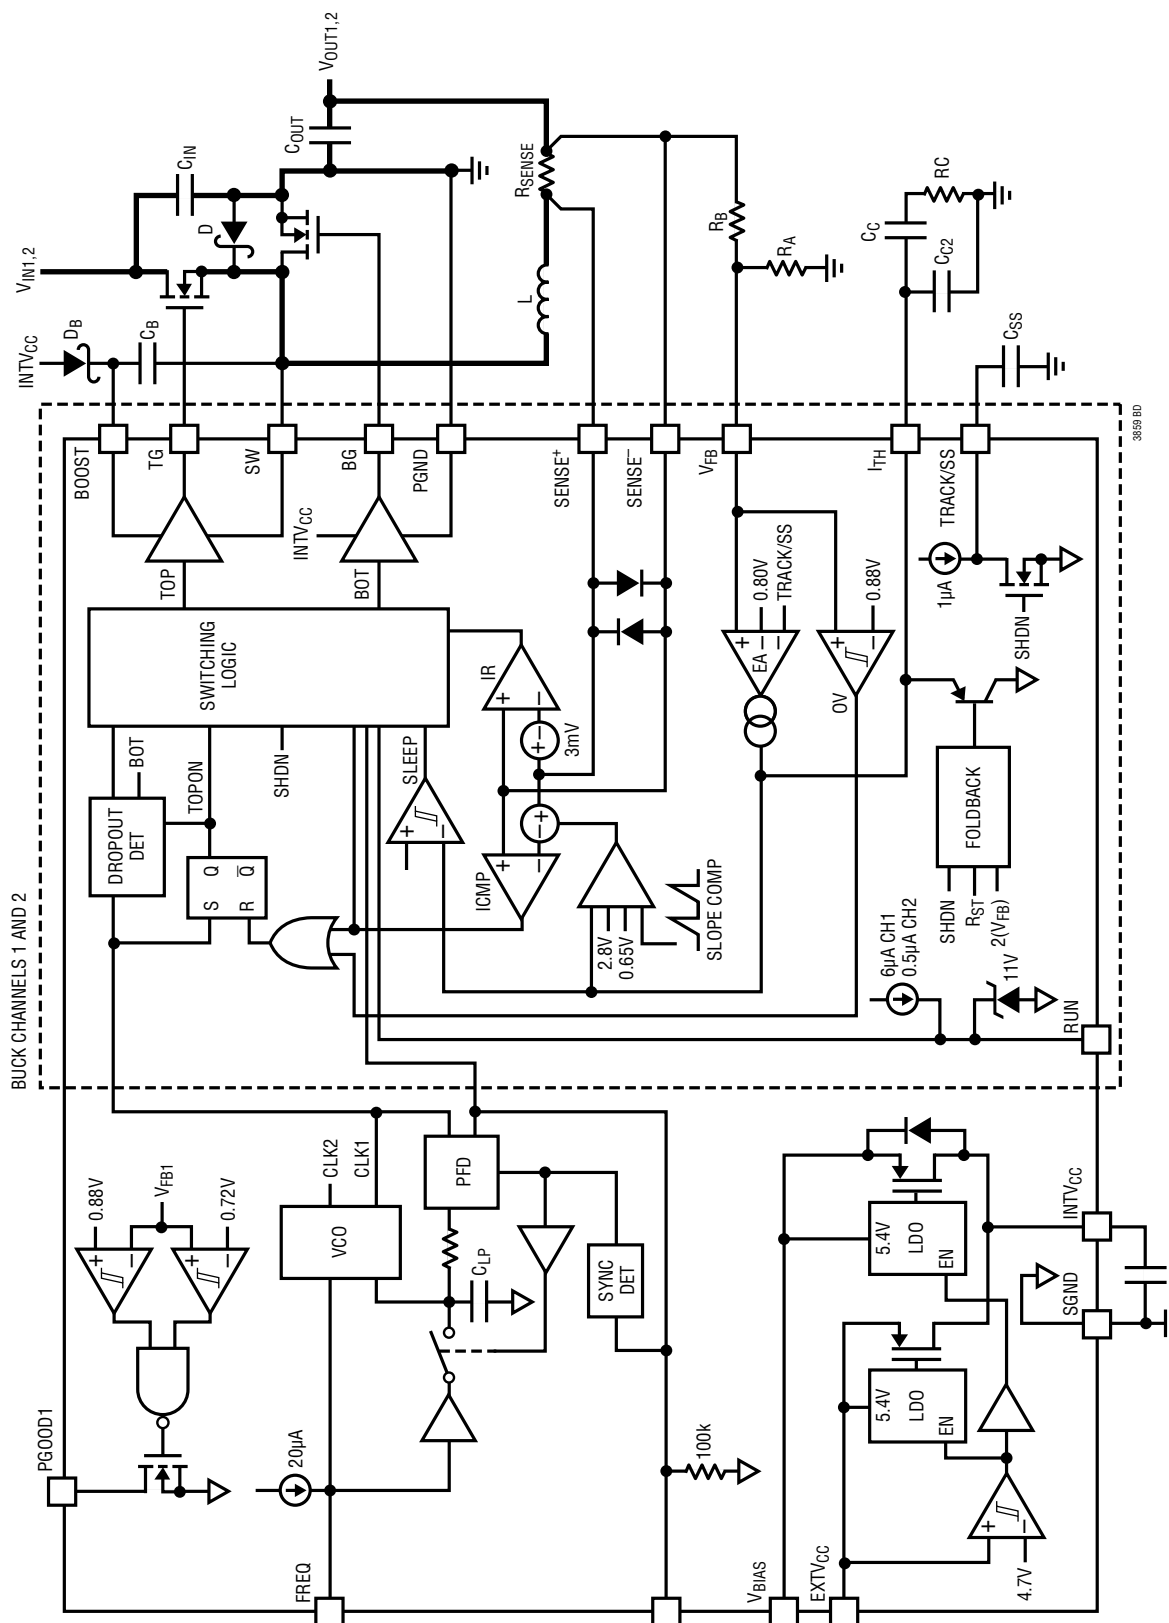 BUCK CHANNELS 1 AND 2
PGOOD1
0.88V
VFB1
0.72V
VCO
CLK2
CLK1
20µA
FREQ
PFD
CLP
SYNC
DET
100k
VBIAS
EXTVCC
4.7V
5.4V
LDO
EN
5.4V
LDO
EN
SGND
INTVCC
DROPOUT
DET
BOT
TOPON
S
Q
R
Q̅
SHDN
SWITCHING
LOGIC
TOP
BOT
INTVCC
SLEEP
ICMP
IR
3mV
2.8V
0.65V
SLOPE COMP
EA
0.80V
TRACK/SS
OV
0.88V
6µA CH1
0.5µA CH2
11V
RUN
SHDN
RST
2(VFB)
FOLDBACK
1µA
SHDN
BOOST
TG
SW
BG
PGND
SENSE+
SENSE–
VFB
ITH
TRACK/SS
INTVCC
DB
CB
VIN1,2
CIN
D
COUT
VOUT1,2
RSENSE
L
RB
RA
CC
RC
CC2
CSS
3859 BD